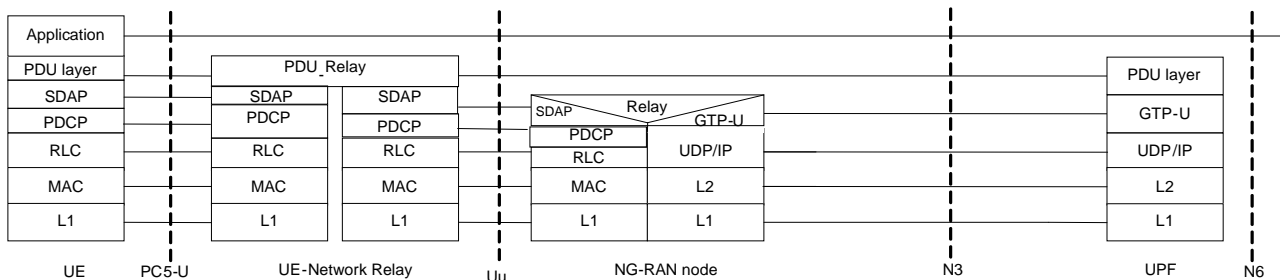 Application
PDU layer
PDU_Relay
PDU layer
SDAP
SDAP
SDAP
SDAP
Relay
GTP-U
GTP-U
PDCP
PDCP
PDCP
PDCP
RLC
RLC
RLC
RLC
UDP/IP
UDP/IP
MAC
MAC
MAC
MAC
L2
L2
L1
L1
L1
L1
L1
L1
UE
PC5-U
UE-Network Relay
Uu
NG-RAN node
N3
UPF
N6